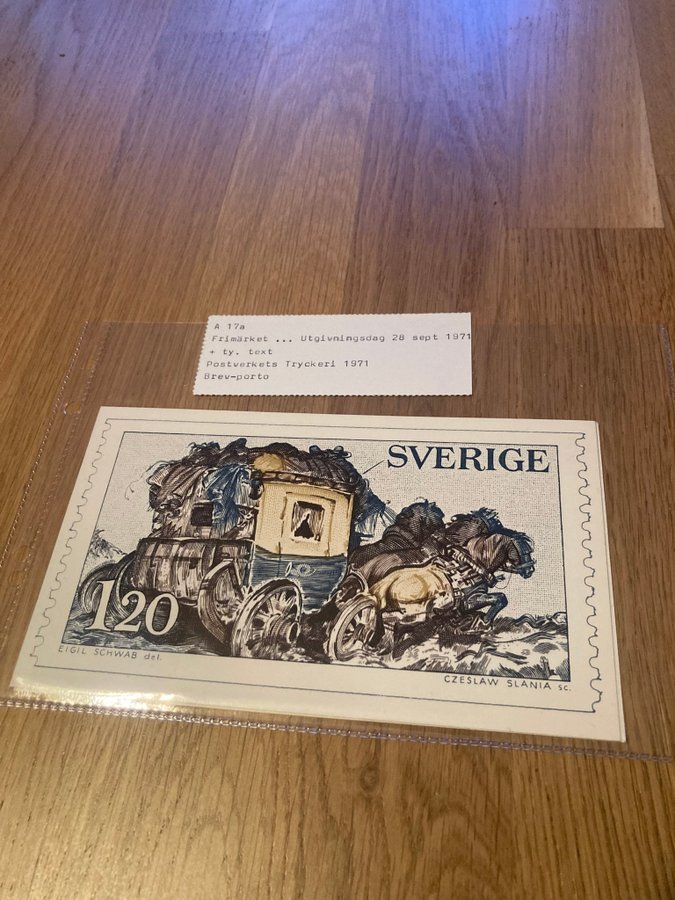 A 17a
Frimärket ... Utgivningsdag 28 sept 1971
+ ty. text
Postverkets Tryckeri 1971
Brev-porto
SVERIGE
120
EIGIL SCHWAB del.
CZESLAW SLANIA sc.